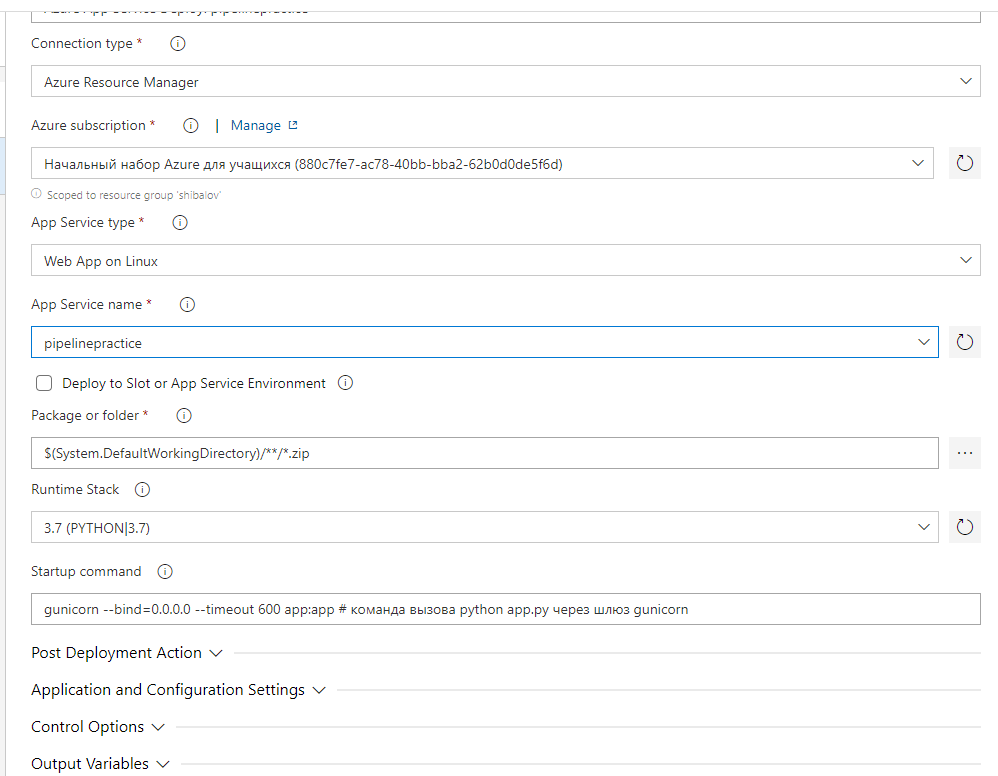 Connection type *
Azure Resource Manager
Azure subscription * | Manage
Начальный набор Azure для учащихся (880c7fe7-ac78-40bb-bba2-62b0d0de5f6d)
Scoped to resource group 'shibalov'
App Service type *
Web App on Linux
App Service name *
pipelinepractice
Deploy to Slot or App Service Environment
Package or folder *
$(System.DefaultWorkingDirectory)/**/*.zip
Runtime Stack
3.7 (PYTHON|3.7)
Startup command
gunicorn --bind=0.0.0.0 --timeout 600 app:app # команда вызова python app.py через шлюз gunicorn
Post Deployment Action
Application and Configuration Settings
Control Options
Output Variables